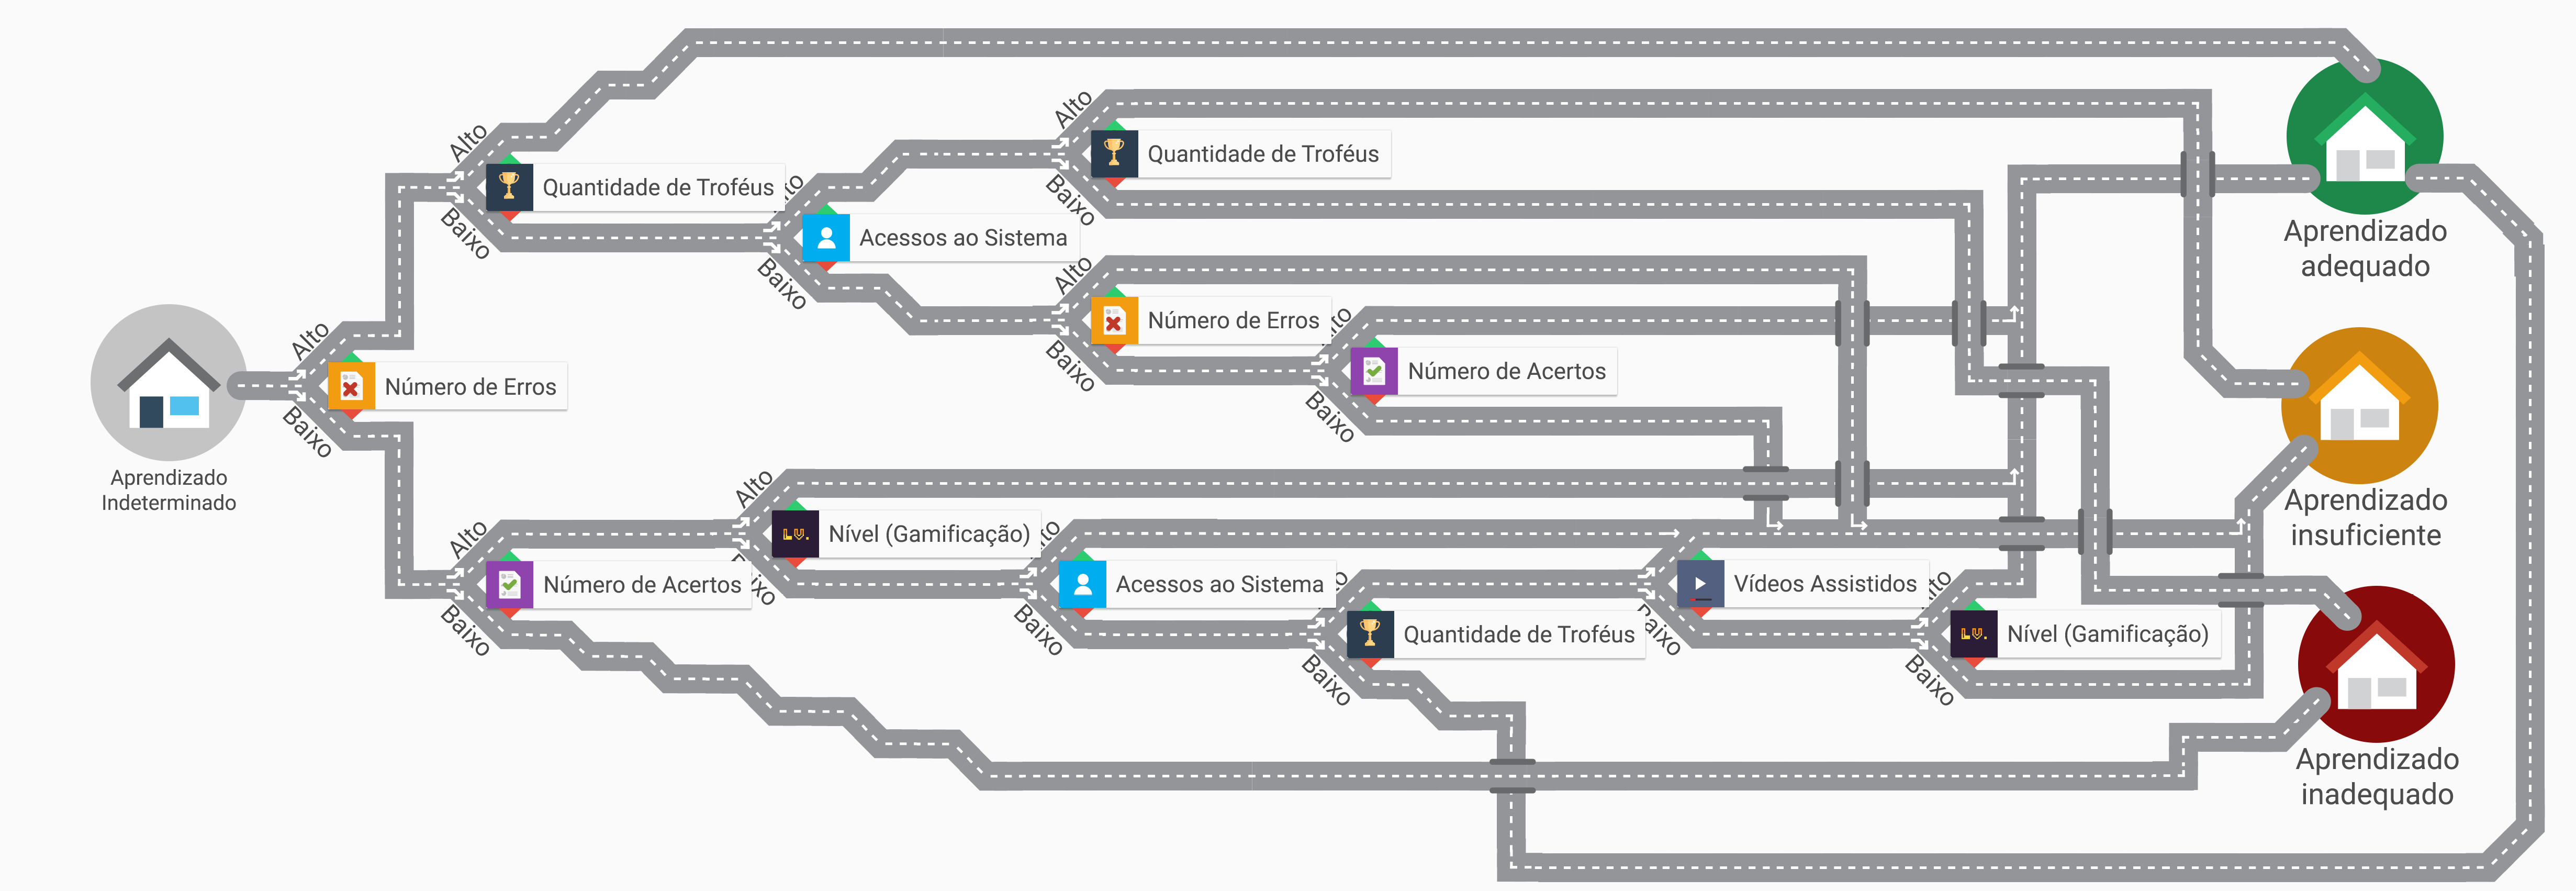 Alto
Quantidade de Troféus
Baixo
Alto
Quantidade de Troféus
Baixo
Acessos ao Sistema
Baixo
Alto
Número de Erros
Baixo
Número de Acertos
Baixo
Aprendizado
Indeterminado
Alto
Número de Erros
Baixo
Alto
Número de Acertos
Baixo
Alto
Nível (Gamificação)
Acessos ao Sistema
Baixo
Quantidade de Troféus
Baixo
Vídeos Assistidos
Nível (Gamificação)
Baixo
Aprendizado
adequado
Aprendizado
insuficiente
Aprendizado
inadequado